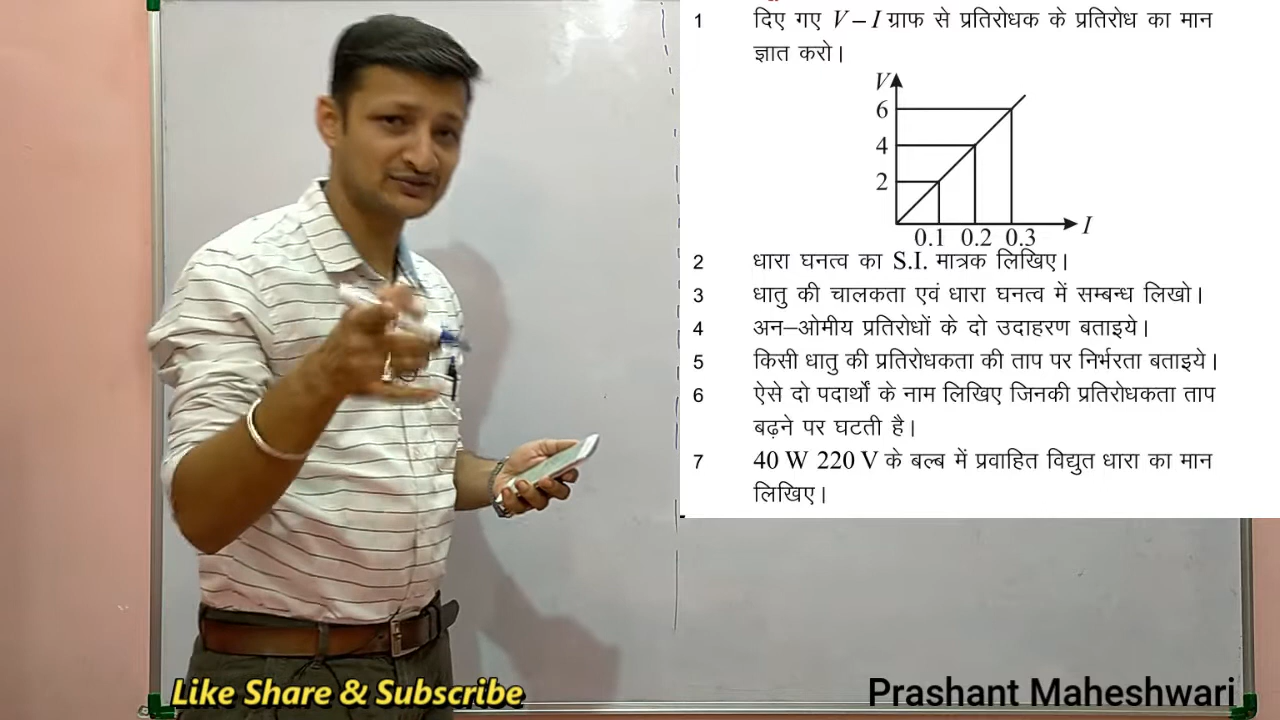 1 दिए गए V – I ग्राफ से प्रतिरोधक के प्रतिरोध का मान
ज्ञात करो।
V
6
4
2
I
0.1 0.2 0.3
2 धारा घनत्व का S.I. मात्रक लिखिए।
3 धातु की चालकता एवं धारा घनत्व में सम्बन्ध लिखो।
4 अन–ओमीय प्रतिरोधों के दो उदाहरण बताइये।
5 किसी धातु की प्रतिरोधकता की ताप पर निर्भरता बताइये।
6 ऐसे दो पदार्थों के नाम लिखिए जिनकी प्रतिरोधकता ताप
बढ़ने पर घटती है।
7 40 W 220 V के बल्ब में प्रवाहित विद्युत धारा का मान
लिखिए।
Like Share & Subscribe
Prashant Maheshwari